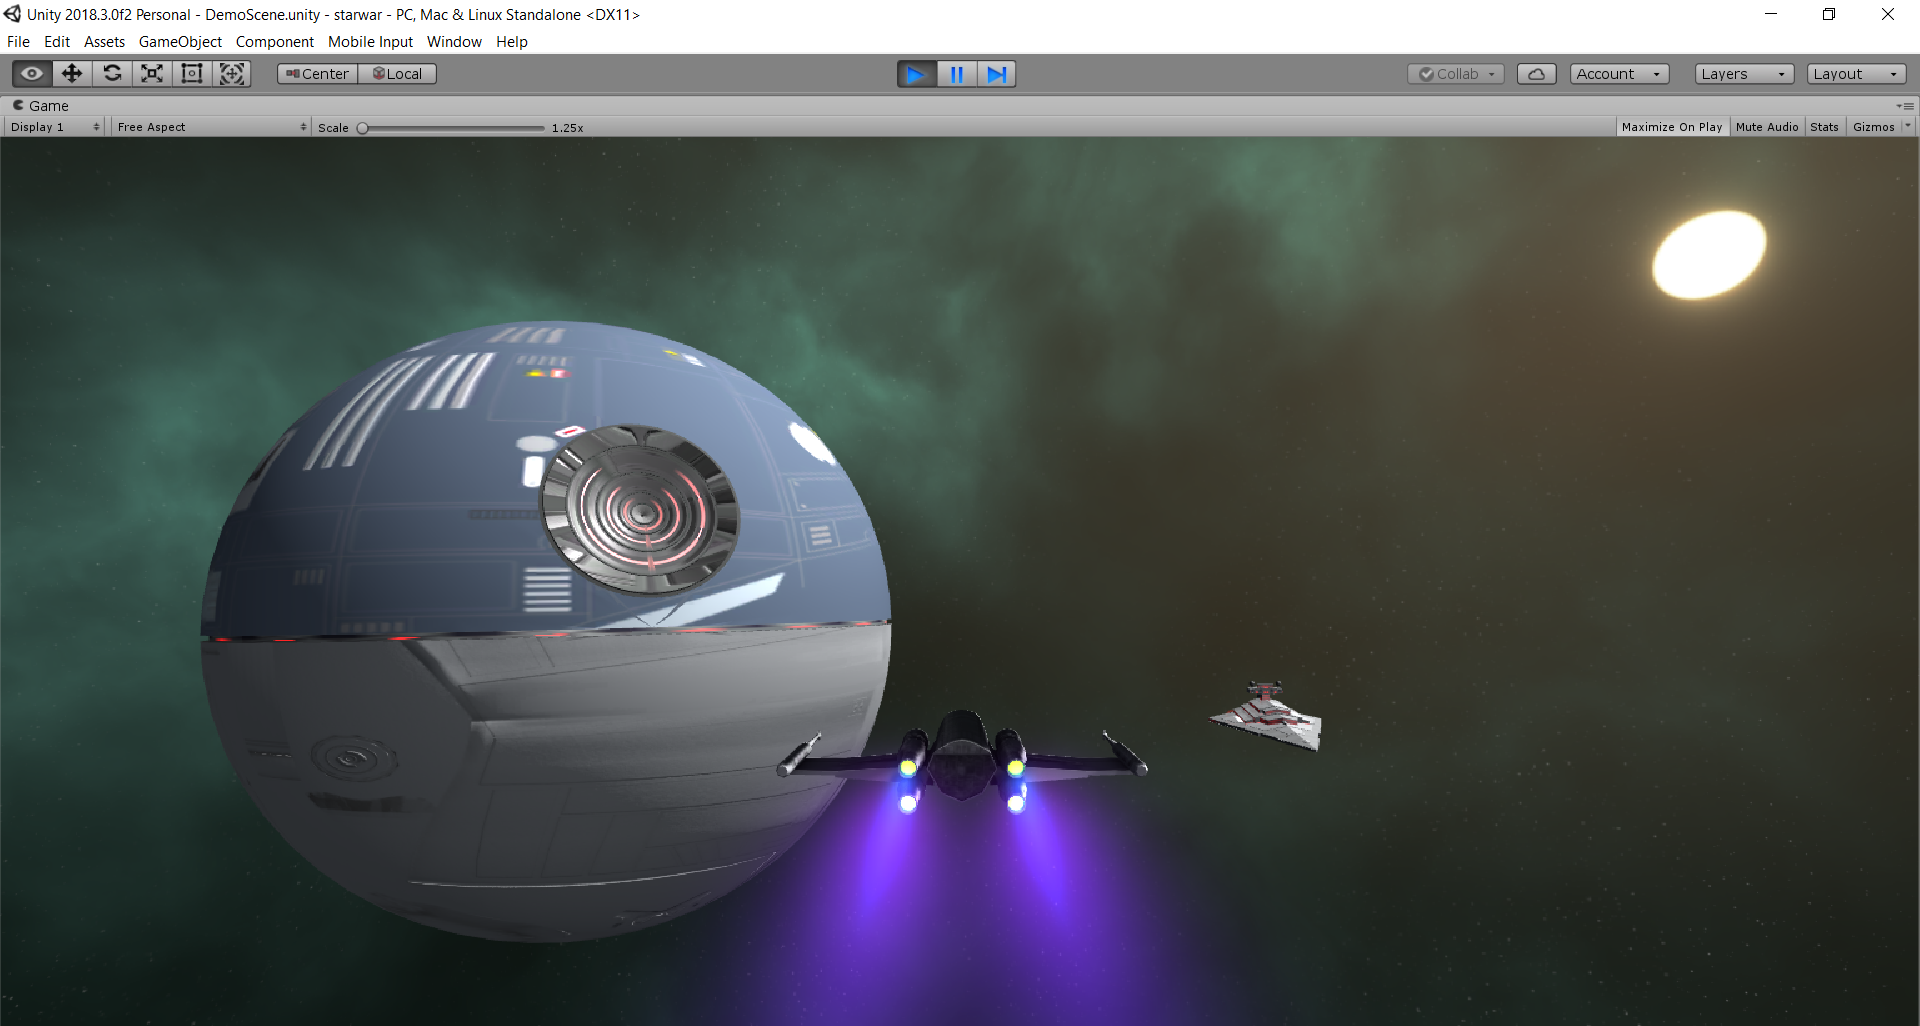 Unity 2018.3.0f2 Personal - DemoScene.unity - starwar - PC, Mac & Linux Standalone <DX11>
File Edit Assets GameObject Component Mobile Input Window Help
Center Local Collab Account Layers Layout
Game
Display 1 Free Aspect Scale 1.25x Maximize On Play Mute Audio Stats Gizmos